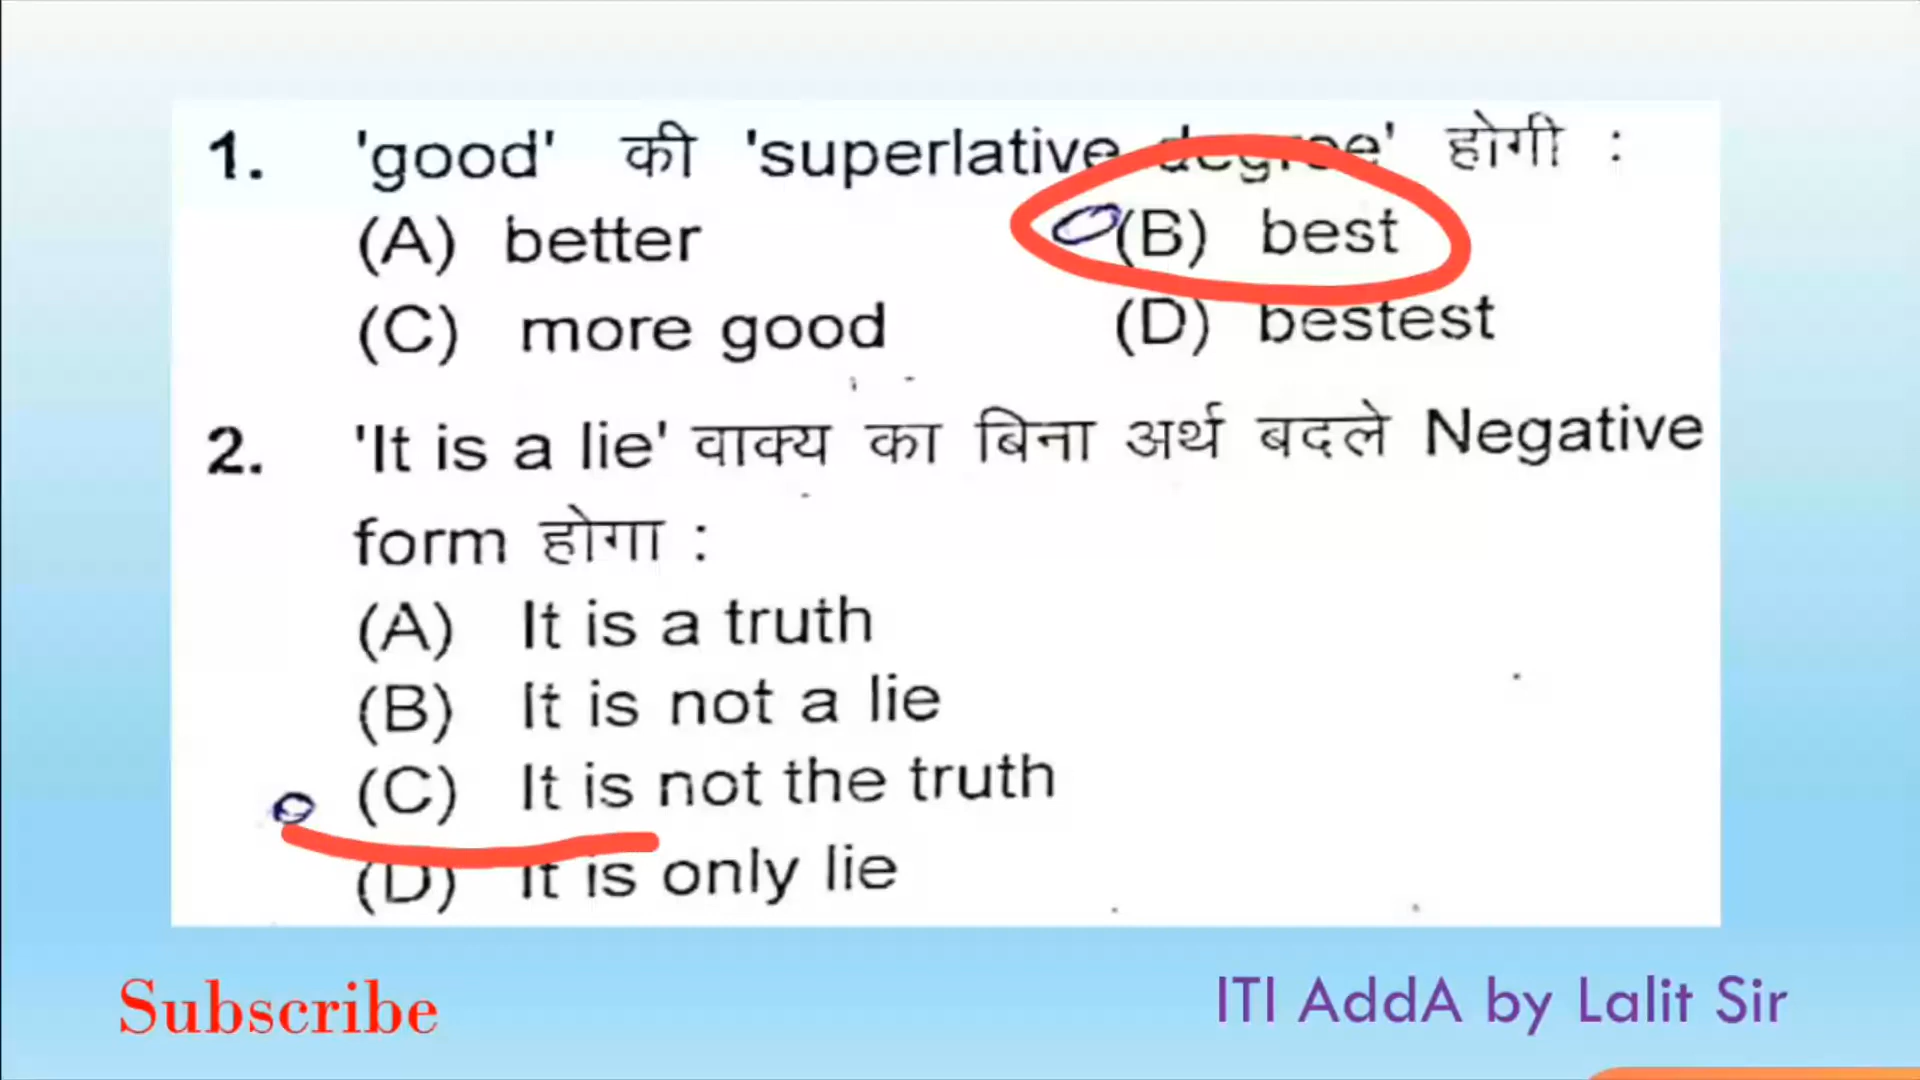 1. 'good' की 'superlative degree' होगी :
(A) better (B) best
(C) more good (D) bestest
2. 'It is a lie' वाक्य का बिना अर्थ बदले Negative
form होगा :
(A) It is a truth
(B) It is not a lie
(C) It is not the truth
(D) It is only lie
Subscribe ITI AddA by Lalit Sir